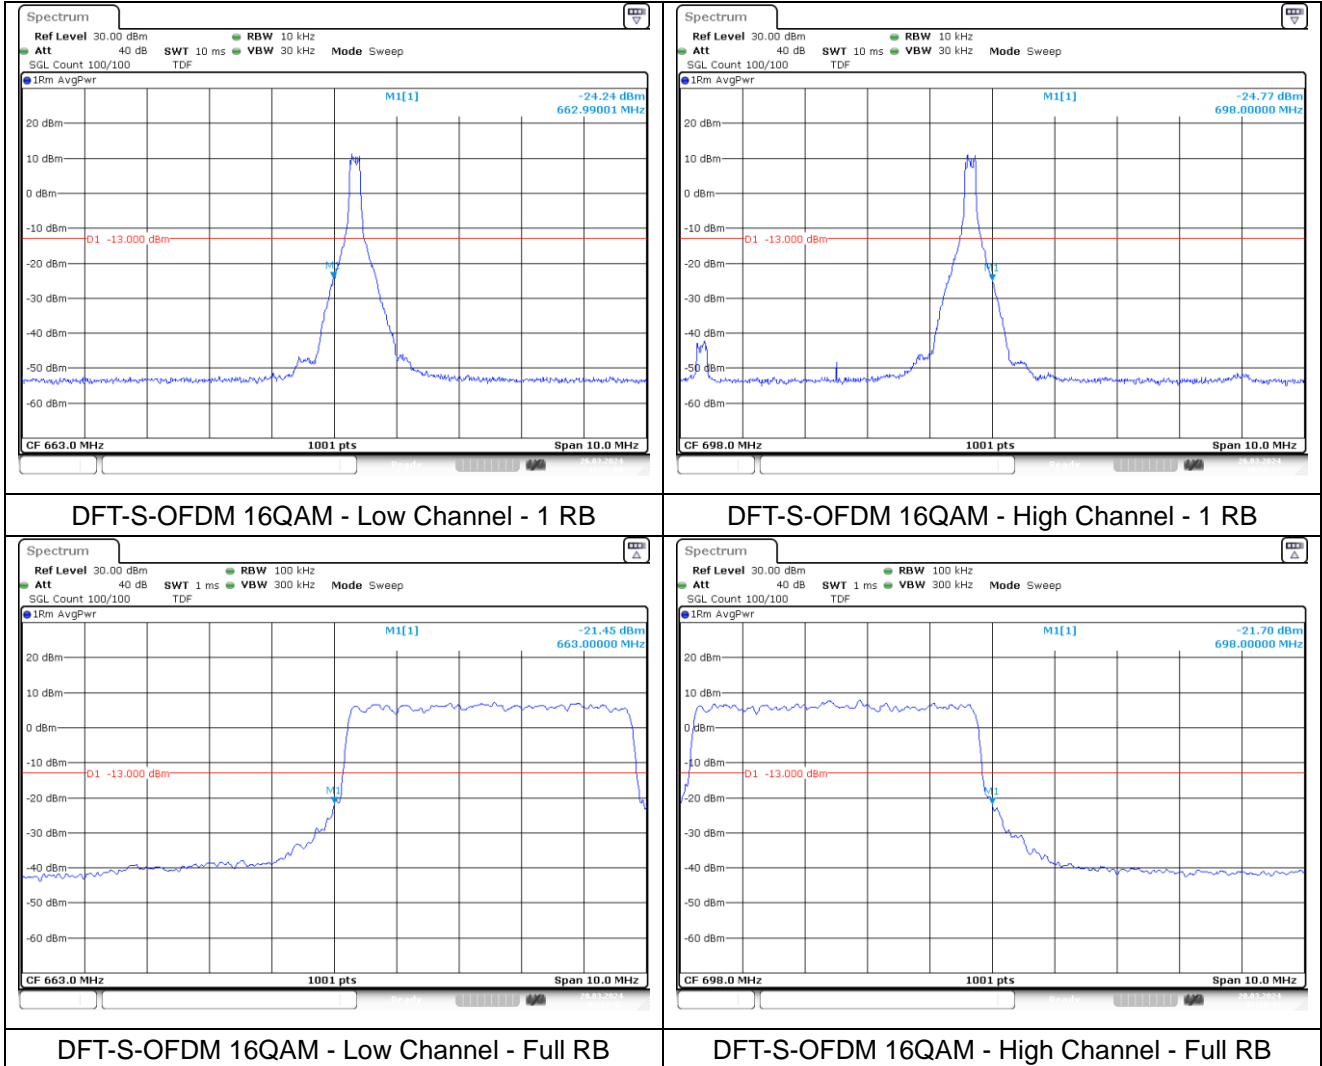 Spectrum
Ref Level 30.00 dBm RBW 10 kHz
Att 40 dB SWT 10 ms VBW 30 kHz Mode Sweep
SGL Count 100/100 TDF
1Rm AvgPwr
M1[1] -24.24 dBm
662.99001 MHz
20 dBm
10 dBm
0 dBm
-10 dBm
D1 -13.000 dBm
-20 dBm
M1
-30 dBm
-40 dBm
-50 dBm
-60 dBm
CF 663.0 MHz 1001 pts Span 10.0 MHz
Ready
DFT-S-OFDM 16QAM - Low Channel - 1 RB
Spectrum
Ref Level 30.00 dBm RBW 10 kHz
Att 40 dB SWT 10 ms VBW 30 kHz Mode Sweep
SGL Count 100/100 TDF
1Rm AvgPwr
M1[1] -24.77 dBm
698.00000 MHz
20 dBm
10 dBm
0 dBm
-10 dBm
D1 -13.000 dBm
-20 dBm
M1
-30 dBm
-40 dBm
-50 dBm
-60 dBm
CF 698.0 MHz 1001 pts Span 10.0 MHz
Ready
DFT-S-OFDM 16QAM - High Channel - 1 RB
Spectrum
Ref Level 30.00 dBm RBW 100 kHz
Att 40 dB SWT 1 ms VBW 300 kHz Mode Sweep
SGL Count 100/100 TDF
1Rm AvgPwr
M1[1] -21.45 dBm
663.00000 MHz
20 dBm
10 dBm
0 dBm
-10 dBm
D1 -13.000 dBm
-20 dBm
M1
-30 dBm
-40 dBm
-50 dBm
-60 dBm
CF 663.0 MHz 1001 pts Span 10.0 MHz
Ready
DFT-S-OFDM 16QAM - Low Channel - Full RB
Spectrum
Ref Level 30.00 dBm RBW 100 kHz
Att 40 dB SWT 1 ms VBW 300 kHz Mode Sweep
SGL Count 100/100 TDF
1Rm AvgPwr
M1[1] -21.70 dBm
698.00000 MHz
20 dBm
10 dBm
0 dBm
-10 dBm
D1 -13.000 dBm
-20 dBm
M1
-30 dBm
-40 dBm
-50 dBm
-60 dBm
CF 698.0 MHz 1001 pts Span 10.0 MHz
Ready
DFT-S-OFDM 16QAM - High Channel - Full RB